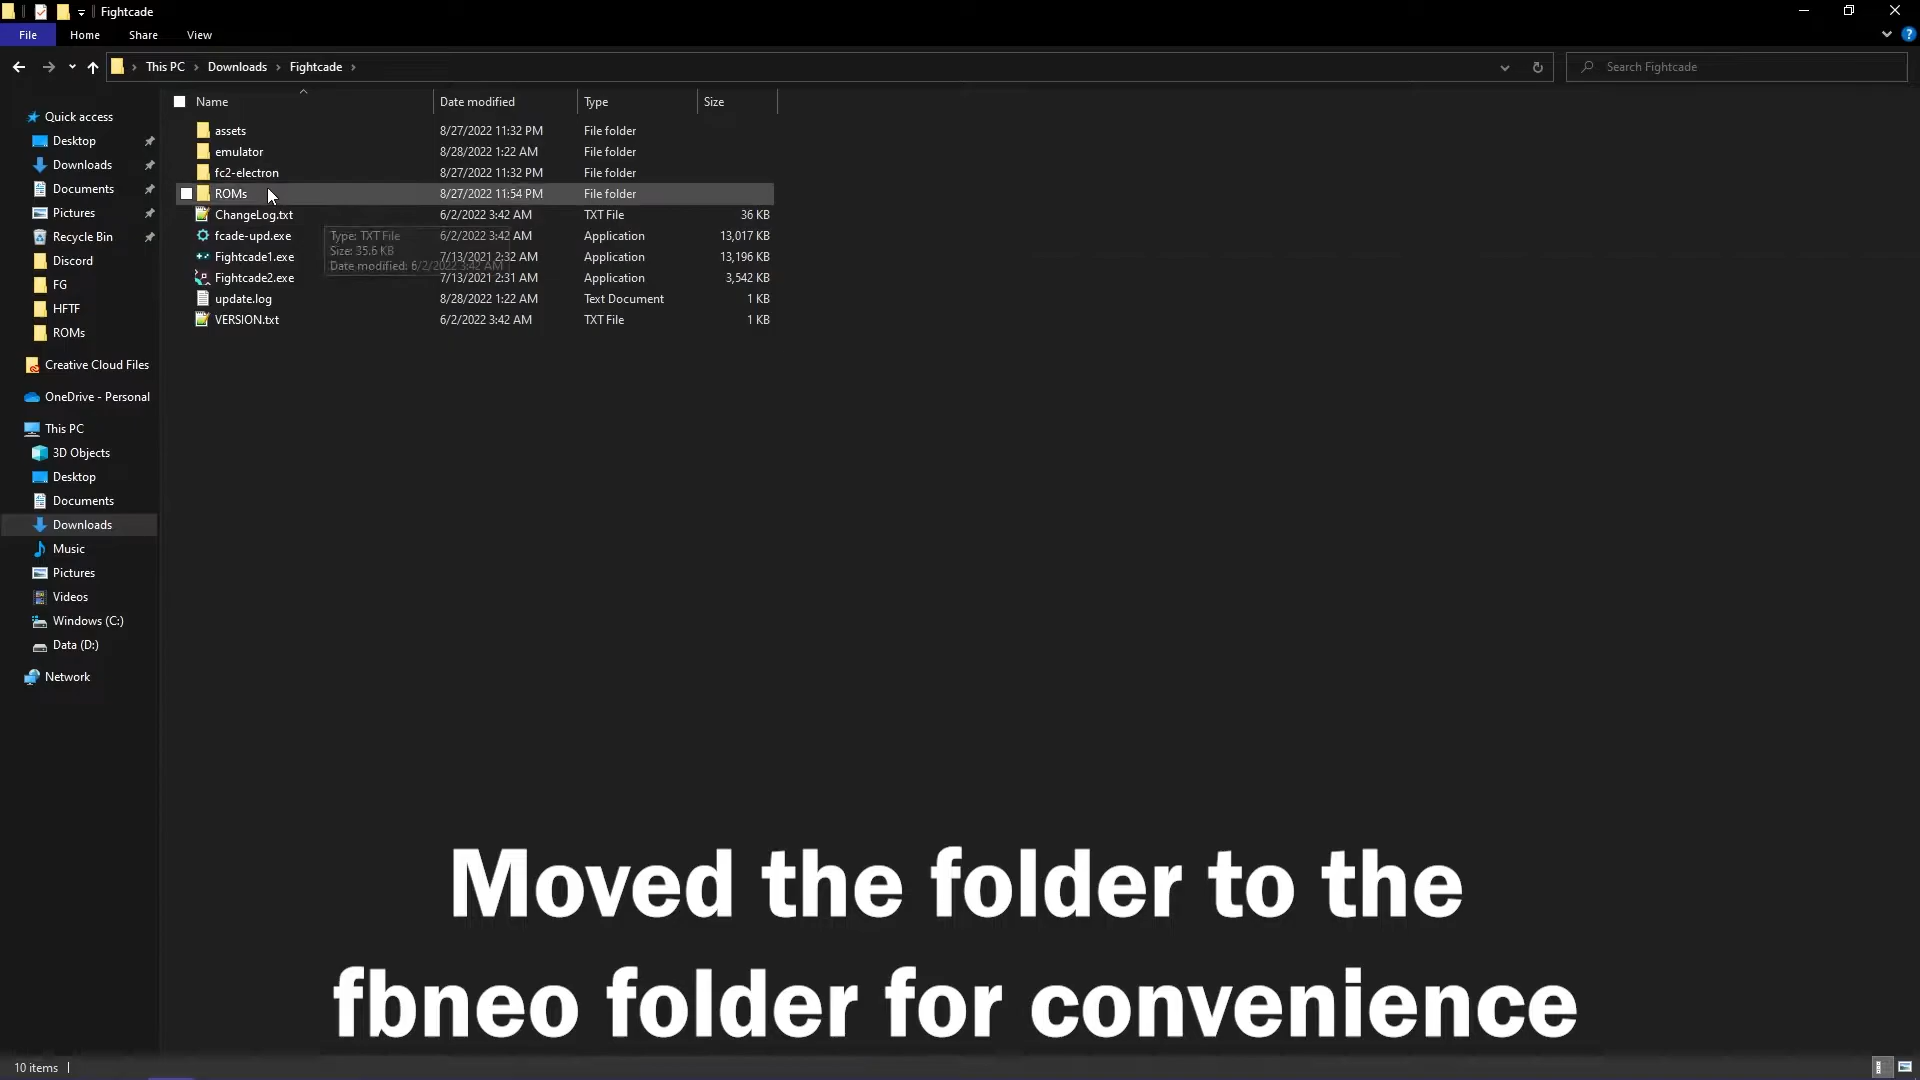 Fightcade
File Home Share View
This PC Downloads Fightcade Search Fightcade
Name Date modified Type Size
assets 8/27/2022 11:32 PM File folder
emulator 8/28/2022 1:22 AM File folder
fc2-electron 8/27/2022 11:32 PM File folder
ROMs 8/27/2022 11:54 PM File folder
ChangeLog.txt 6/2/2022 3:42 AM TXT File 36 KB
fcade-upd.exe 6/2/2022 3:42 AM Application 13,017 KB
Fightcade1.exe 7/13/2021 2:32 AM Application 13,196 KB
Fightcade2.exe 7/13/2021 2:31 AM Application 3,542 KB
update.log 8/28/2022 1:22 AM Text Document 1 KB
VERSION.txt 6/2/2022 3:42 AM TXT File 1 KB
Type: TXT File
Size: 35.6 KB
Date modified: 6/2/2022 3:42 AM
Quick access
Desktop
Downloads
Documents
Pictures
Recycle Bin
Discord
FG
HFTF
ROMs
Creative Cloud Files
OneDrive - Personal
This PC
3D Objects
Desktop
Documents
Downloads
Music
Pictures
Videos
Windows (C:)
Data (D:)
Network
Moved the folder to the
fbneo folder for convenience
10 items